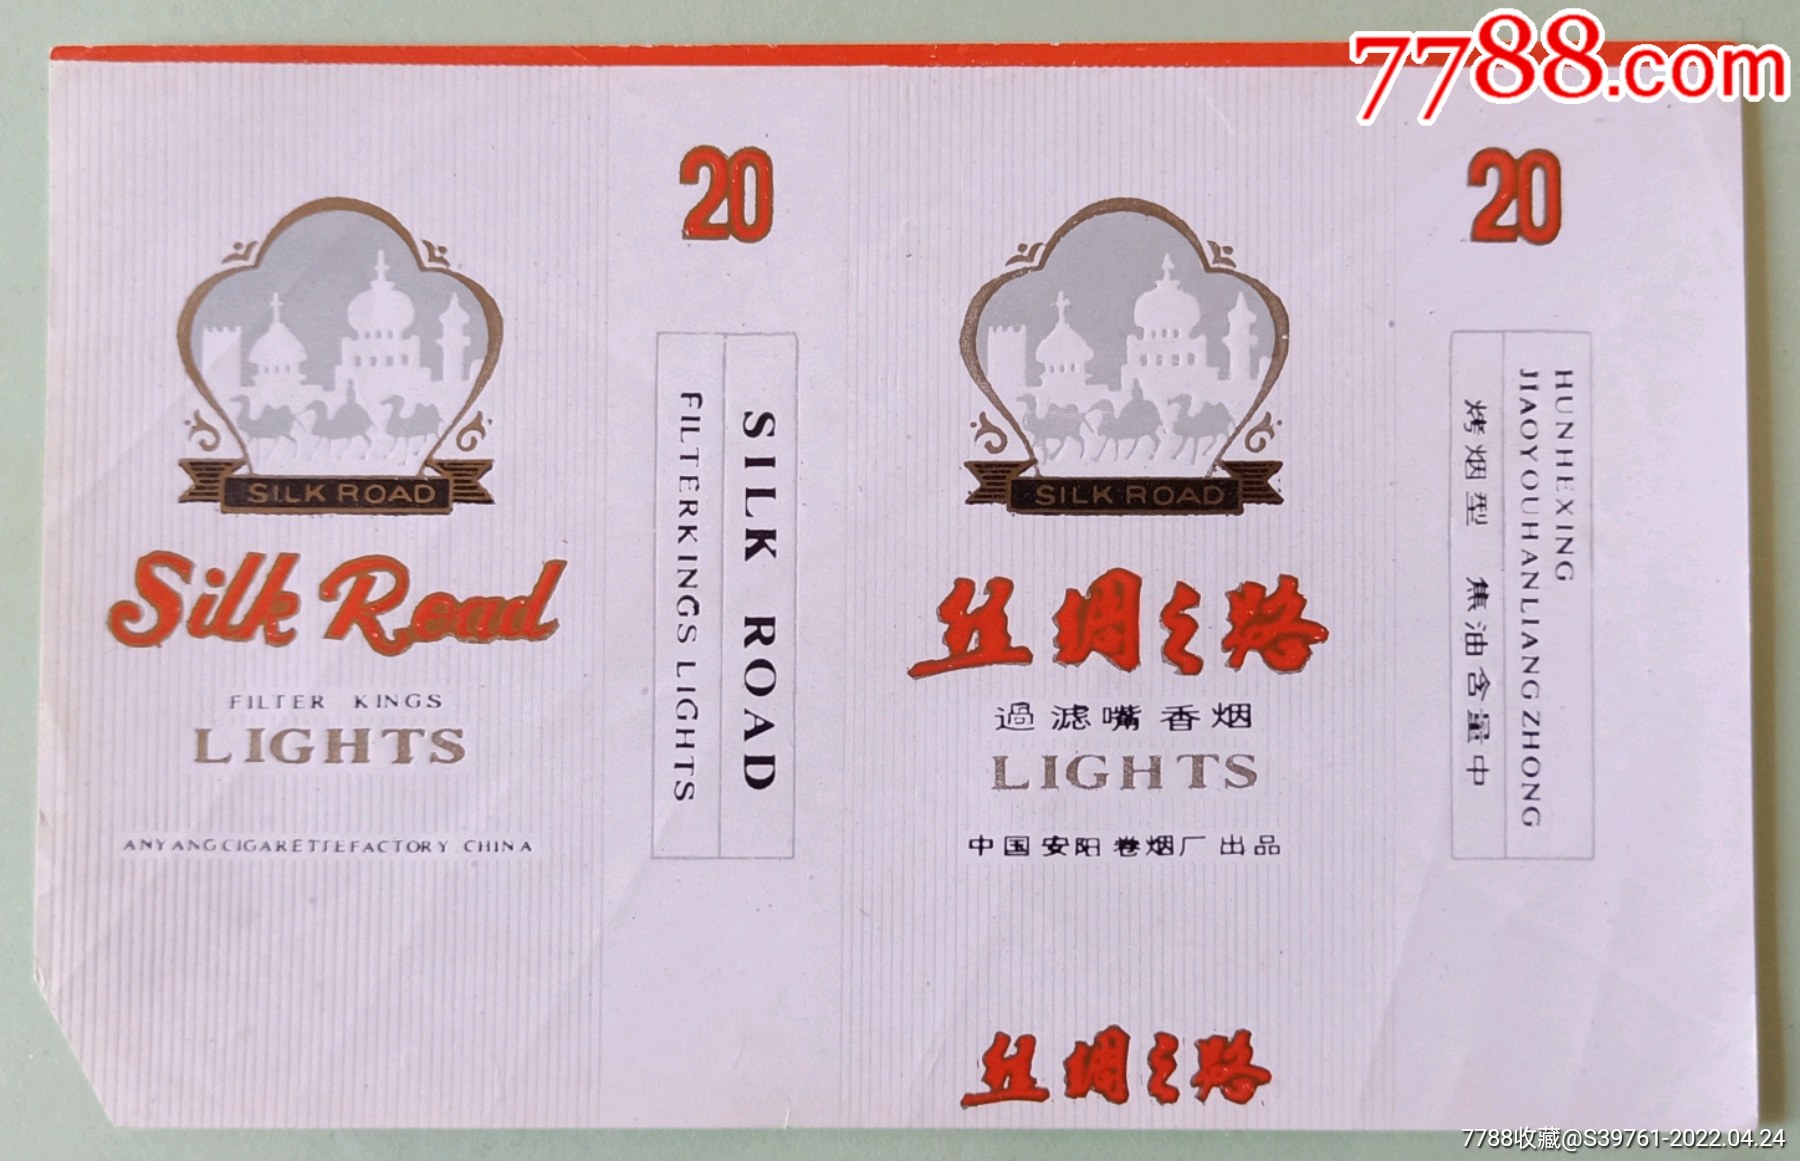 7788.com
20
SILK ROAD
Silk Road
FILTER KINGS
LIGHTS
ANYANGCIGARETTEFACTORY CHINA
SILK ROAD
FILTERKINGS LIGHTS
20
SILK ROAD
丝绸之路
過滤嘴香烟
LIGHTS
中国安阳卷烟厂出品
丝绸之路
HUNHEXING
JIAOYOUHANLIANGZHONG
烤烟型 焦油含量中
7788收藏@S39761-2022.04.24